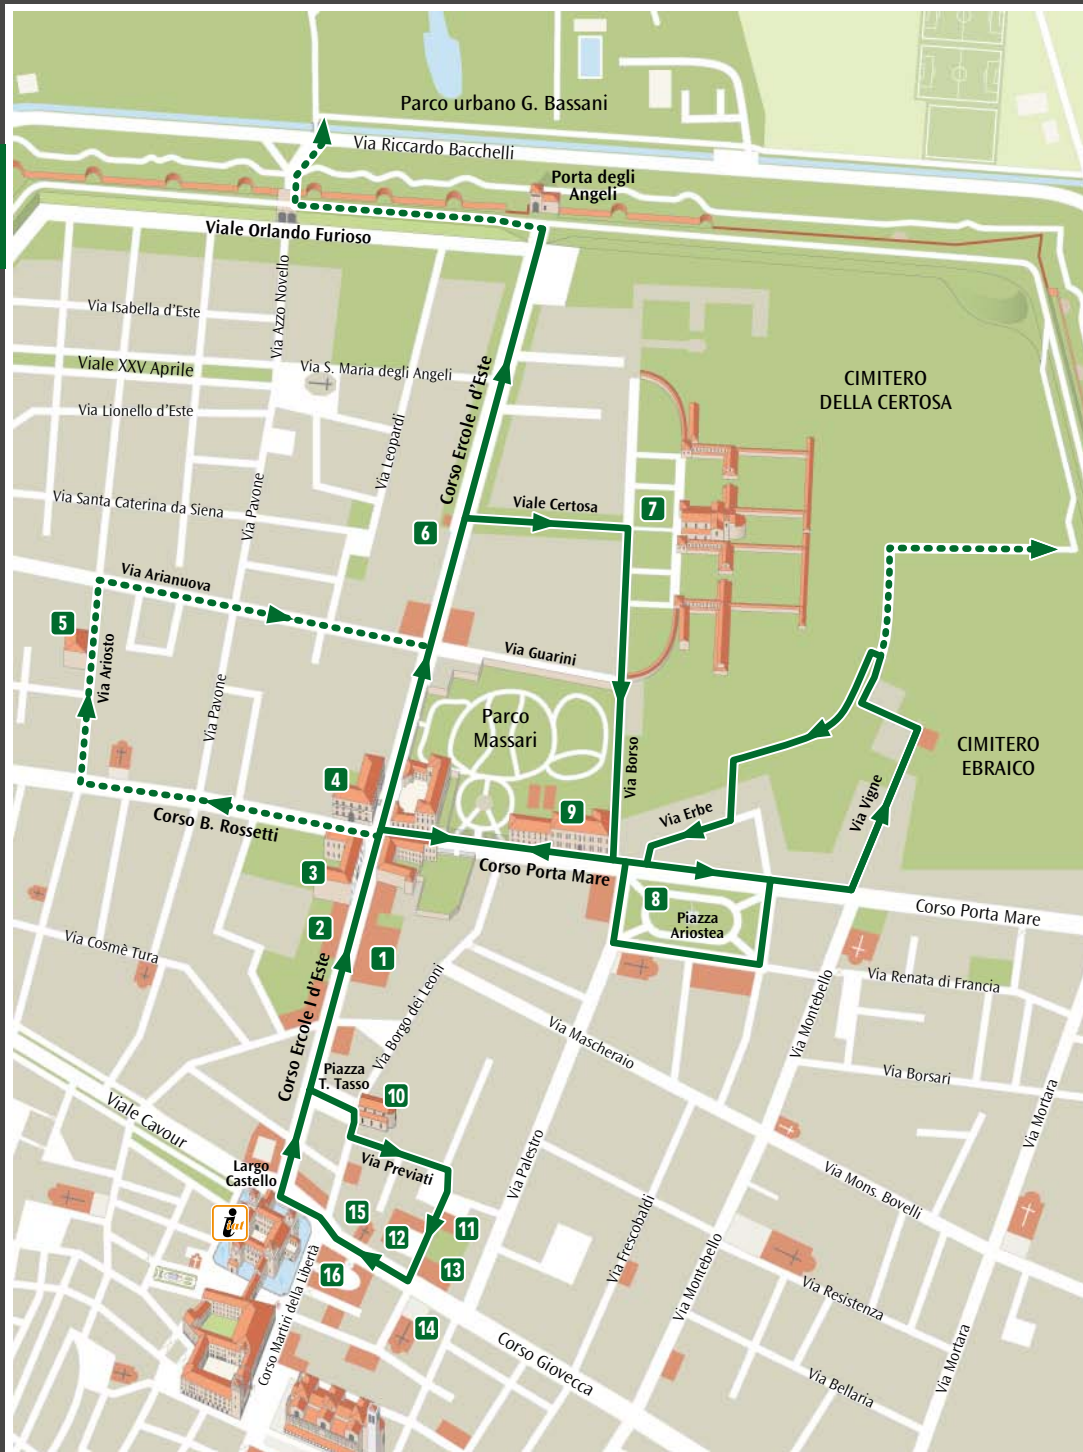 Parco urbano G. Bassani
Via Riccardo Bacchelli
Porta degli
Angeli
Viale Orlando Furioso
Via Azzo Novello
Via Isabella d'Este
Viale XXV Aprile
Via S. Maria degli Angeli
Via Lionello d'Este
Via Leopardi
Corso Ercole I d'Este
CIMITERO
DELLA CERTOSA
Via Santa Caterina da Siena
Via Pavone
Viale Certosa
7
6
Via Arianuova
5
Via Ariosto
Via Guarini
Via Pavone
Parco
Massari
Via Borso
CIMITERO
EBRAICO
4
9
Via Erbe
Via Vigne
Corso B. Rossetti
3
Corso Porta Mare
8
Piazza
Ariostea
Corso Porta Mare
2
1
Via Cosmè Tura
Corso Ercole I d'Este
Via Borgo dei Leoni
Via Renata di Francia
Via Montebello
Via Mascheraio
Via Borsari
Piazza
T. Tasso
10
Viale Cavour
Via Mortara
Via Previati
Via Palestro
Largo
Castello
Via Mons. Bovelli
i
iat
15
12
11
Via Frescobaldi
Via Montebello
16
13
Corso Martiri della Libertà
Via Resistenza
14
Corso Giovecca
Via Mortara
Via Bellaria